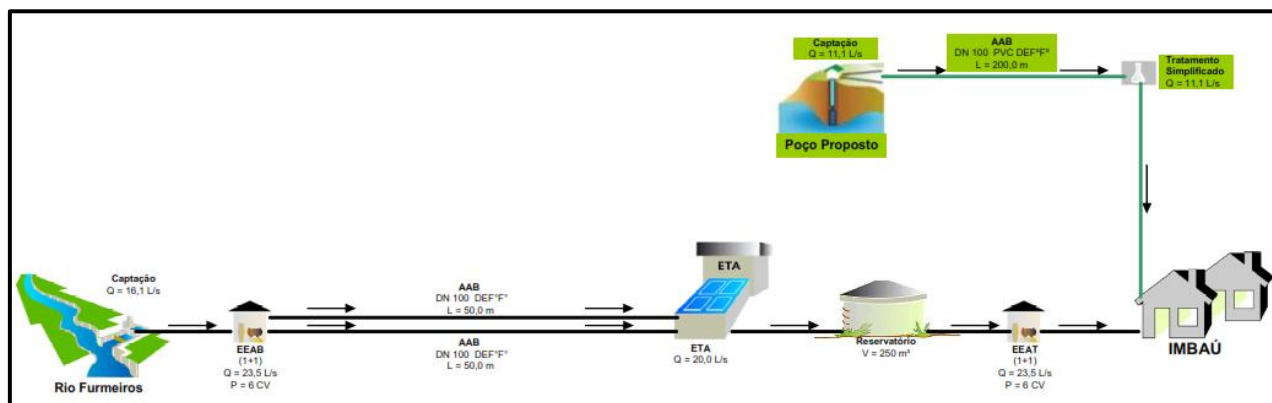 Captação
Q = 11,1 L/s
Poço Proposto
AAB
DN 100 PVC DEFºFº
L = 200,0 m
Tratamento
Simplificado
Q = 11,1 L/s
Captação
Q = 16,1 L/s
Rio Furmeiros
EEAB
(1+1)
Q = 23,5 L/s
P = 6 CV
AAB
DN 100 DEF°F°
L = 50,0 m
AAB
DN 100 DEF°F°
L = 50,0 m
ETA
ETA
Q = 20,0 L/s
Reservatório
V = 250 m³
EEAT
(1+1)
Q = 23,5 L/s
P = 6 CV
IMBAÚ